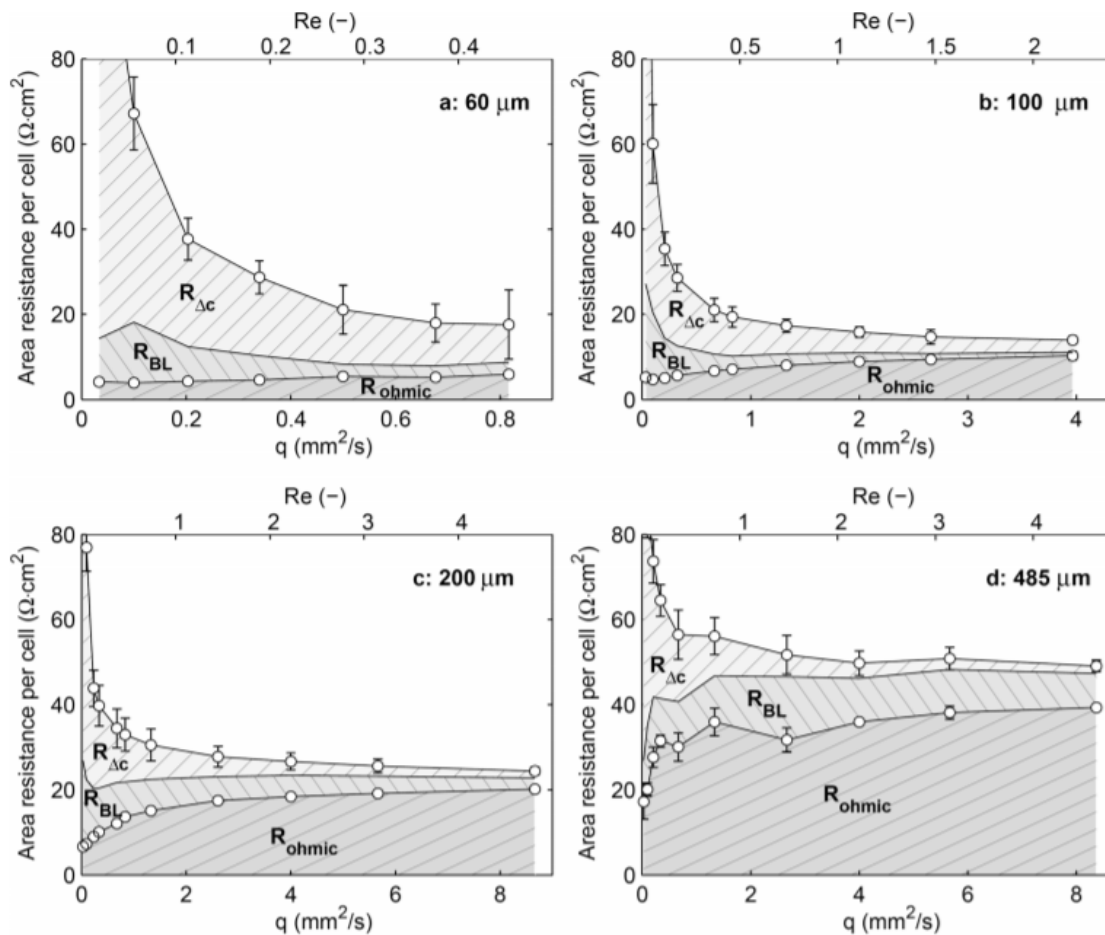 Re (−)
0.1 0.2 0.3 0.4
80
60
40
20
0
Area resistance per cell (Ω·cm²)
a: 60 μm
R_Δc
R_BL
R_ohmic
0 0.2 0.4 0.6 0.8
q (mm²/s)
Re (−)
0.5 1 1.5 2
80
60
40
20
0
Area resistance per cell (Ω·cm²)
b: 100 μm
R_Δc
R_BL
R_ohmic
0 1 2 3 4
q (mm²/s)
Re (−)
1 2 3 4
80
60
40
20
0
Area resistance per cell (Ω·cm²)
c: 200 μm
R_Δc
R_BL
R_ohmic
0 2 4 6 8
q (mm²/s)
Re (−)
1 2 3 4
80
60
40
20
0
Area resistance per cell (Ω·cm²)
d: 485 μm
R_Δc
R_BL
R_ohmic
0 2 4 6 8
q (mm²/s)